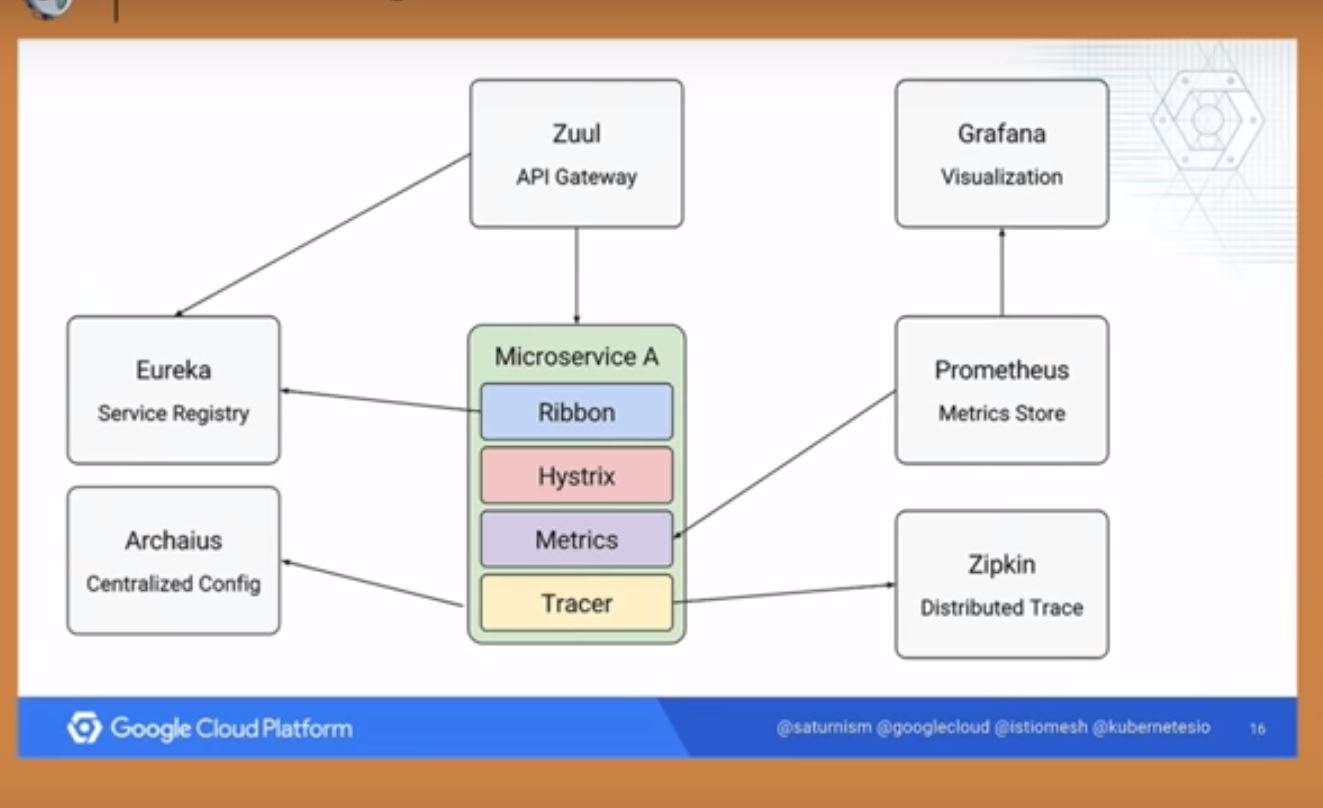 Zuul
API Gateway
Grafana
Visualization
Eureka
Service Registry
Microservice A
Ribbon
Hystrix
Metrics
Tracer
Prometheus
Metrics Store
Archaius
Centralized Config
Zipkin
Distributed Trace
Google Cloud Platform
@saturnism @googlecloud @istiomesh @kubernetesio
16